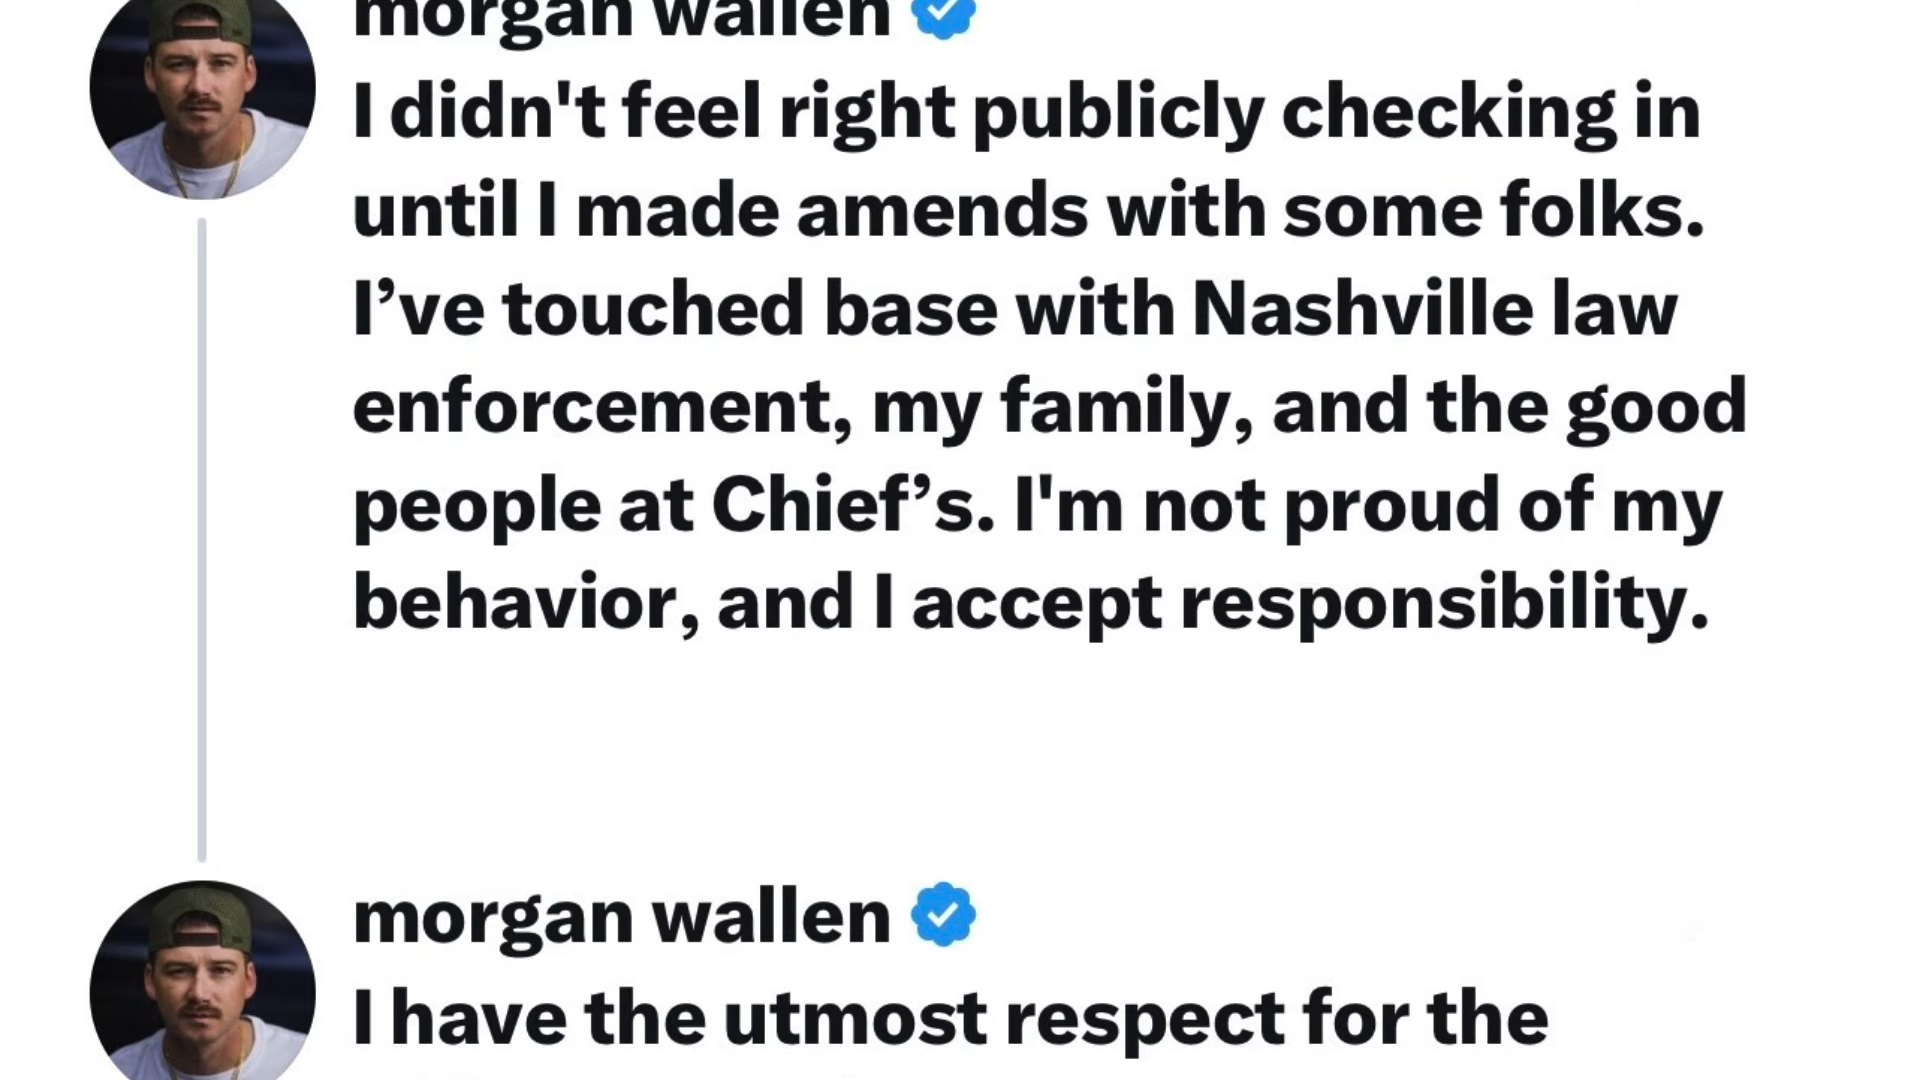 morgan wallen
I didn't feel right publicly checking in
until I made amends with some folks.
I’ve touched base with Nashville law
enforcement, my family, and the good
people at Chief’s. I'm not proud of my
behavior, and I accept responsibility.
morgan wallen
I have the utmost respect for the